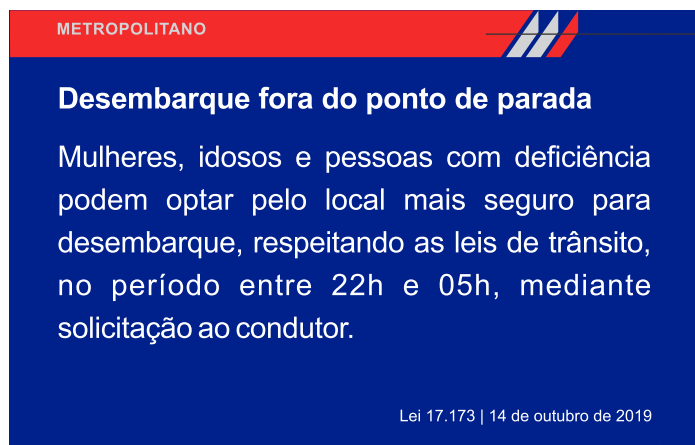 METROPOLITANO
Desembarque fora do ponto de parada
Mulheres, idosos e pessoas com deficiência
podem optar pelo local mais seguro para
desembarque, respeitando as leis de trânsito,
no período entre 22h e 05h, mediante
solicitação ao condutor.
Lei 17.173 | 14 de outubro de 2019